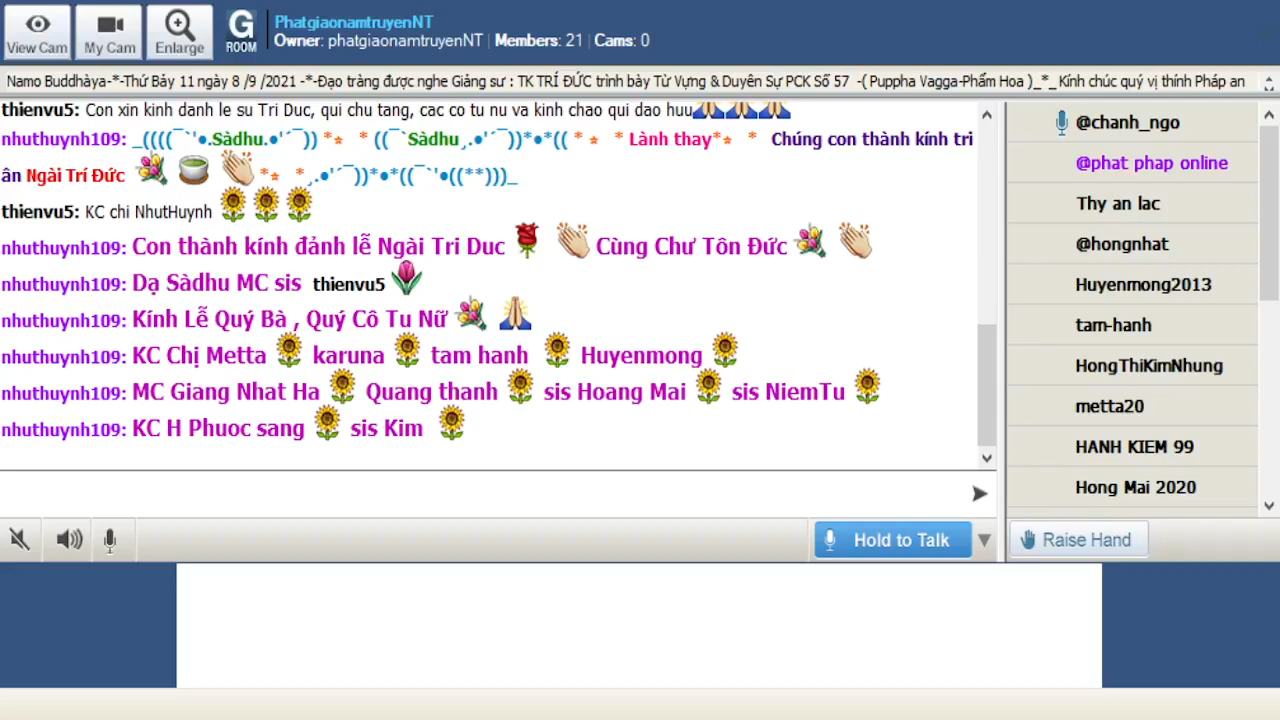 View Cam
My Cam
Enlarge
G
ROOM
PhatgiaonamtruyenNT
Owner: phatgiaonamtruyenNT | Members: 21 | Cams: 0
Namo Buddhàya-*-Thứ Bảy 11 ngày 8 /9 /2021 -*-Đạo tràng được nghe Giảng sư : TK TRÍ ĐỨC trình bày Từ Vựng & Duyên Sự PCK Số 57 -( Puppha Vagga-Phẩm Hoa )_*_Kính chúc quý vị thính Pháp an
thienvu5: Con xin kinh danh le su Tri Duc, qui chu tang, cac co tu nu va kinh chao qui dao huu🙏🙏🙏
nhuthuynh109: _((((¯`'•.Sàdhu.•'´¯)) *⭒ * ((¯`Sàdhu¸.•'´¯))*•*(( *⭒ * Lành thay*⭒ * Chúng con thành kính tri
ân Ngài Trí Đức 💐 🍵 👏 *⭒ *¸.•'´¯))*•*((¯`'•((**)))_
thienvu5: KC chi NhutHuynh 🌻🌻🌻
nhuthuynh109: Con thành kính đảnh lễ Ngài Tri Duc 🌹 👏 Cùng Chư Tôn Đức 💐 👏
nhuthuynh109: Dạ Sàdhu MC sis thienvu5 🌷
nhuthuynh109: Kính Lễ Quý Bà , Quý Cô Tu Nữ 💐 🙏
nhuthuynh109: KC Chị Metta 🌻 karuna 🌻 tam hanh 🌻 Huyenmong 🌻
nhuthuynh109: MC Giang Nhat Ha 🌻 Quang thanh 🌻 sis Hoang Mai 🌻 sis NiemTu 🌻
nhuthuynh109: KC H Phuoc sang 🌻 sis Kim 🌻
@chanh_ngo
@phat phap online
Thy an lac
@hongnhat
Huyenmong2013
tam-hanh
HongThiKimNhung
metta20
HANH KIEM 99
Hong Mai 2020
Hold to Talk
Raise Hand